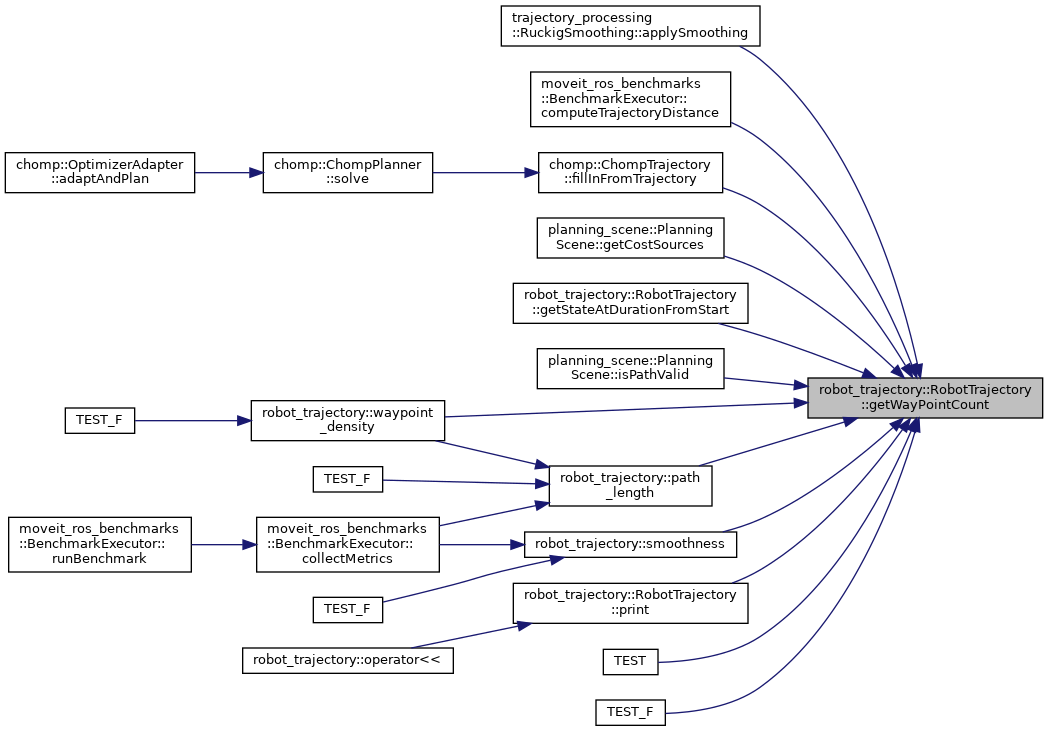 trajectory_processing
::RuckigSmoothing::applySmoothing
moveit_ros_benchmarks
::BenchmarkExecutor::
computeTrajectoryDistance
chomp::OptimizerAdapter
::adaptAndPlan
chomp::ChompPlanner
::solve
chomp::ChompTrajectory
::fillInFromTrajectory
planning_scene::Planning
Scene::getCostSources
robot_trajectory::RobotTrajectory
::getStateAtDurationFromStart
planning_scene::Planning
Scene::isPathValid
robot_trajectory::RobotTrajectory
::getWayPointCount
TEST_F
robot_trajectory::waypoint
_density
TEST_F
robot_trajectory::path
_length
moveit_ros_benchmarks
::BenchmarkExecutor::
runBenchmark
moveit_ros_benchmarks
::BenchmarkExecutor::
collectMetrics
robot_trajectory::smoothness
TEST_F
robot_trajectory::RobotTrajectory
::print
robot_trajectory::operator<<
TEST
TEST_F